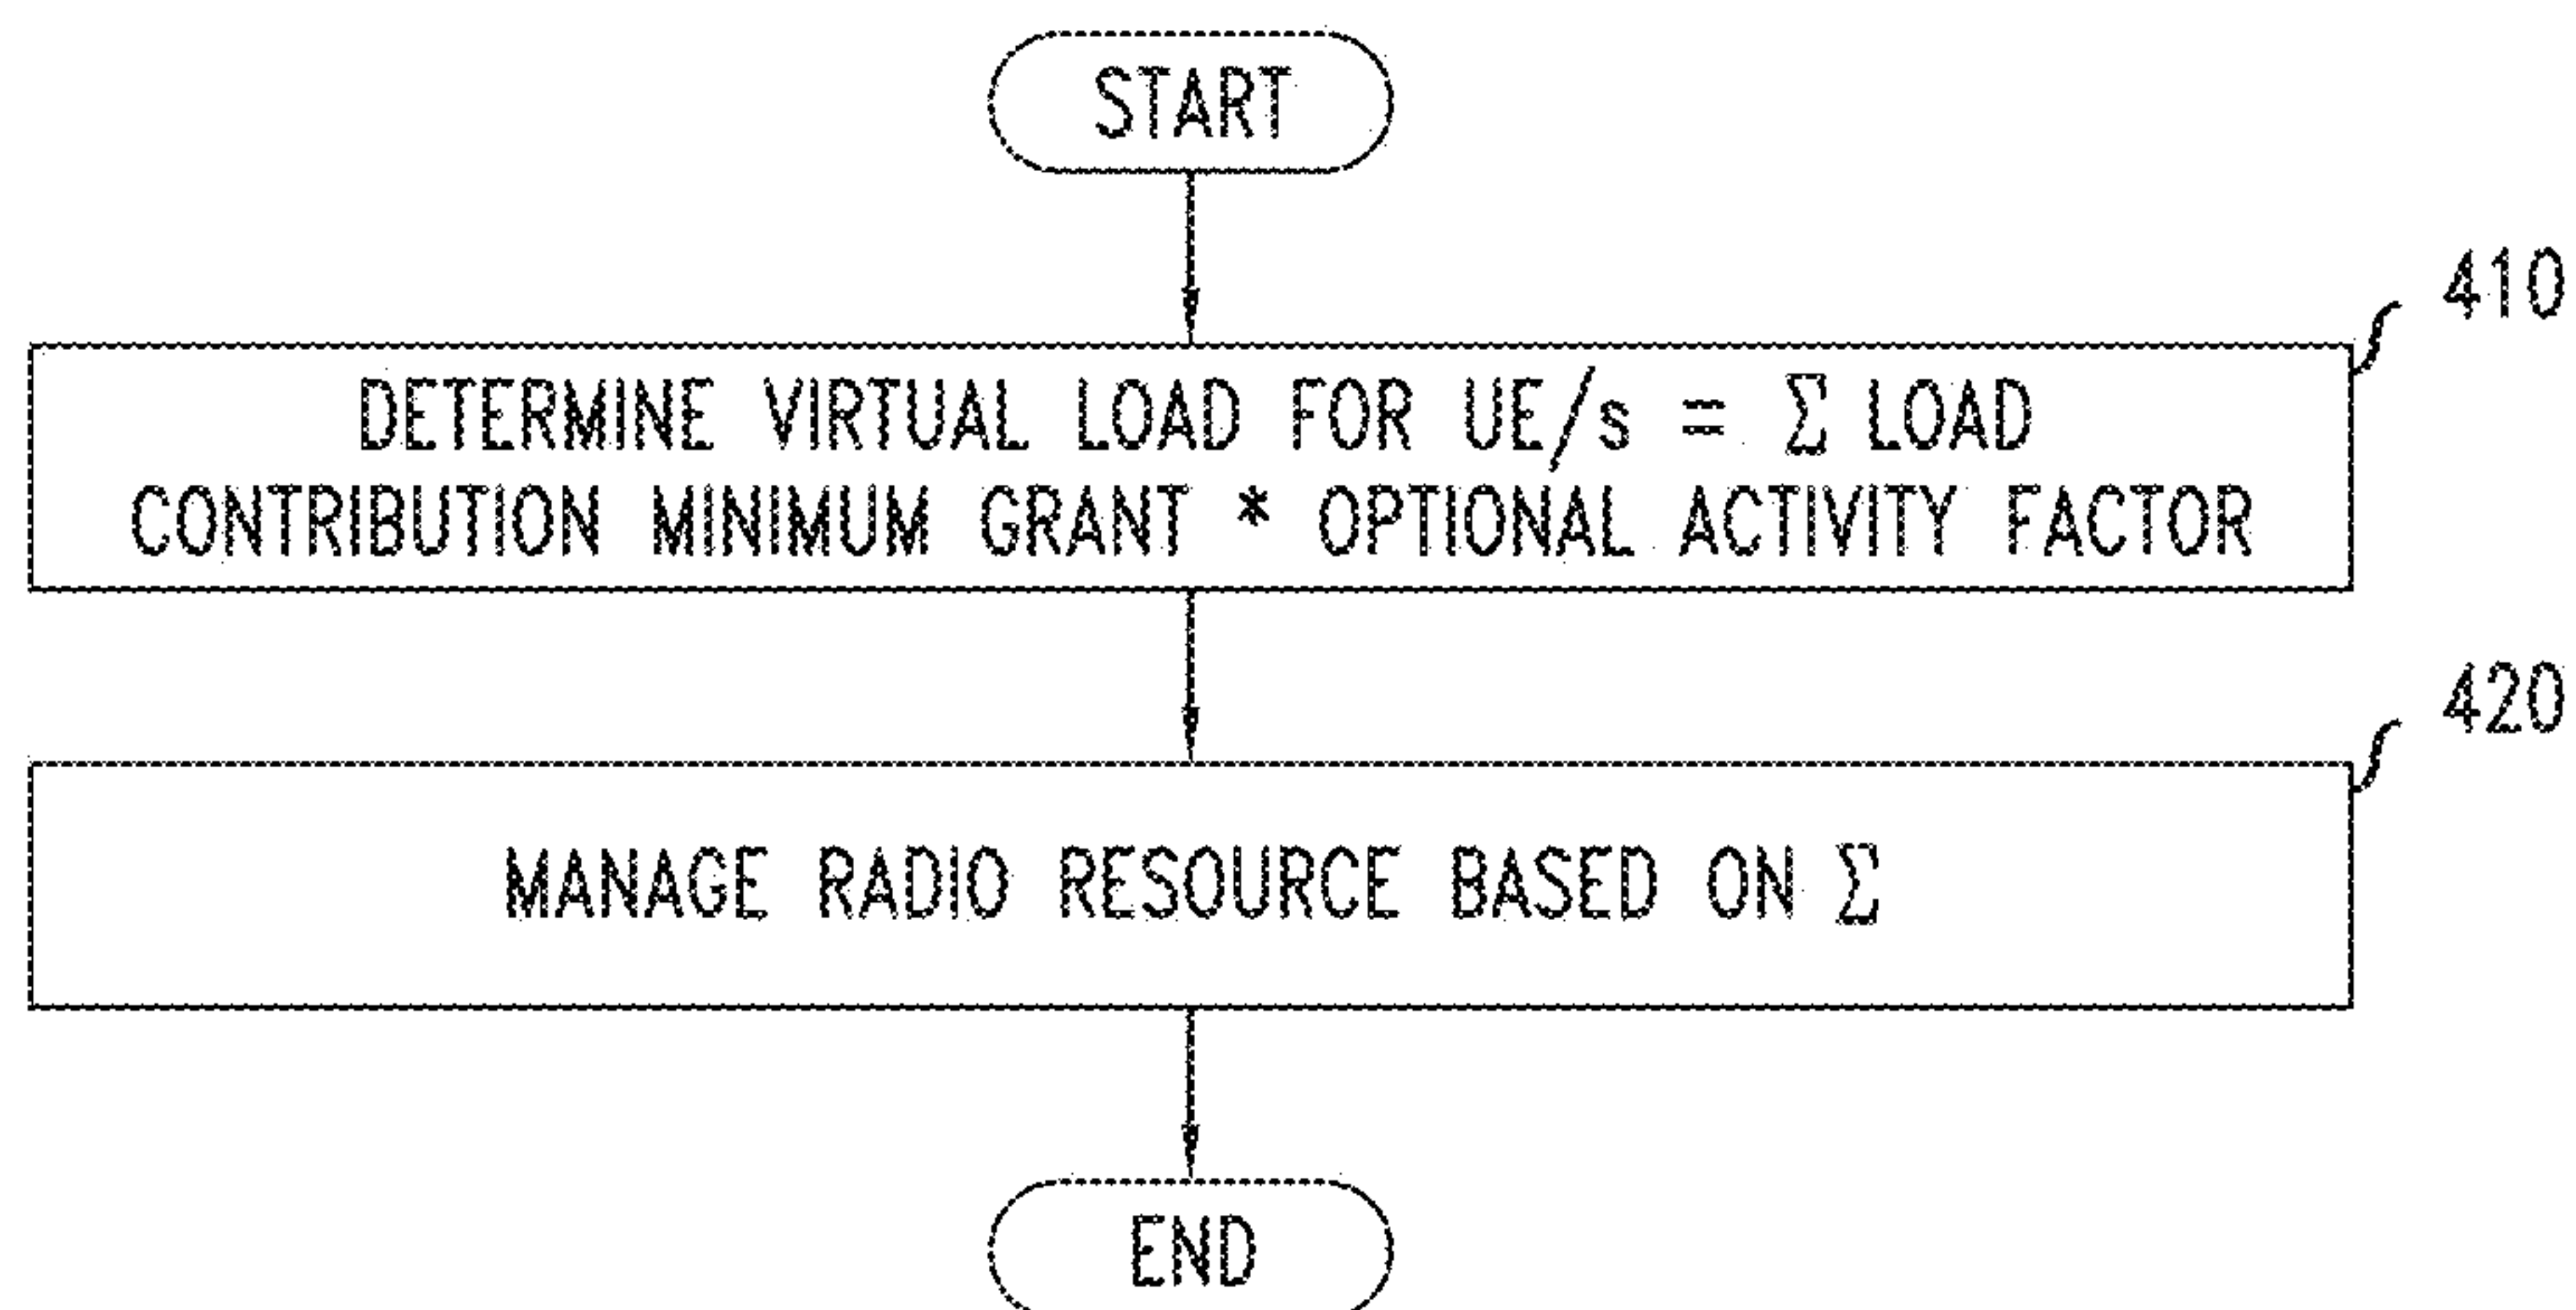 START
410
DETERMINE VIRTUAL LOAD FOR UE/s = Σ LOAD
CONTRIBUTION MINIMUM GRANT * OPTIONAL ACTIVITY FACTOR
420
MANAGE RADIO RESOURCE BASED ON Σ
END